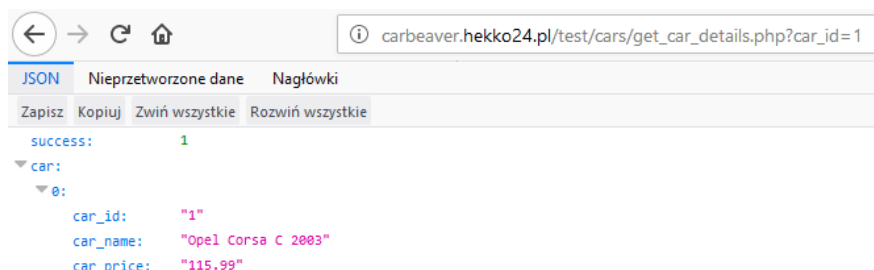 carbeaver.hekko24.pl/test/cars/get_car_details.php?car_id=1
JSON Nieprzetworzone dane Nagłówki
Zapisz Kopiuj Zwiń wszystkie Rozwiń wszystkie
success: 1
car:
0:
car_id: "1"
car_name: "Opel Corsa C 2003"
car_price: "115.99"